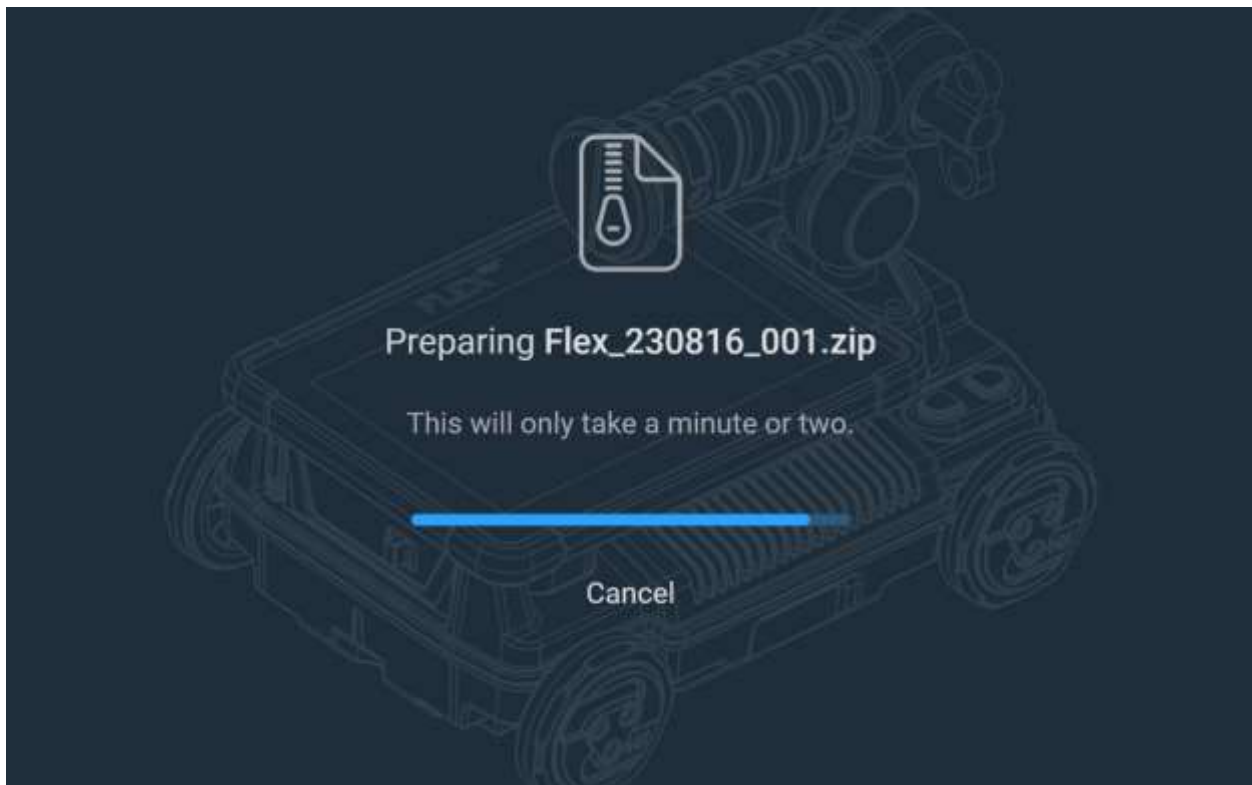 Preparing Flex_230816_001.zip
This will only take a minute or two.
Cancel